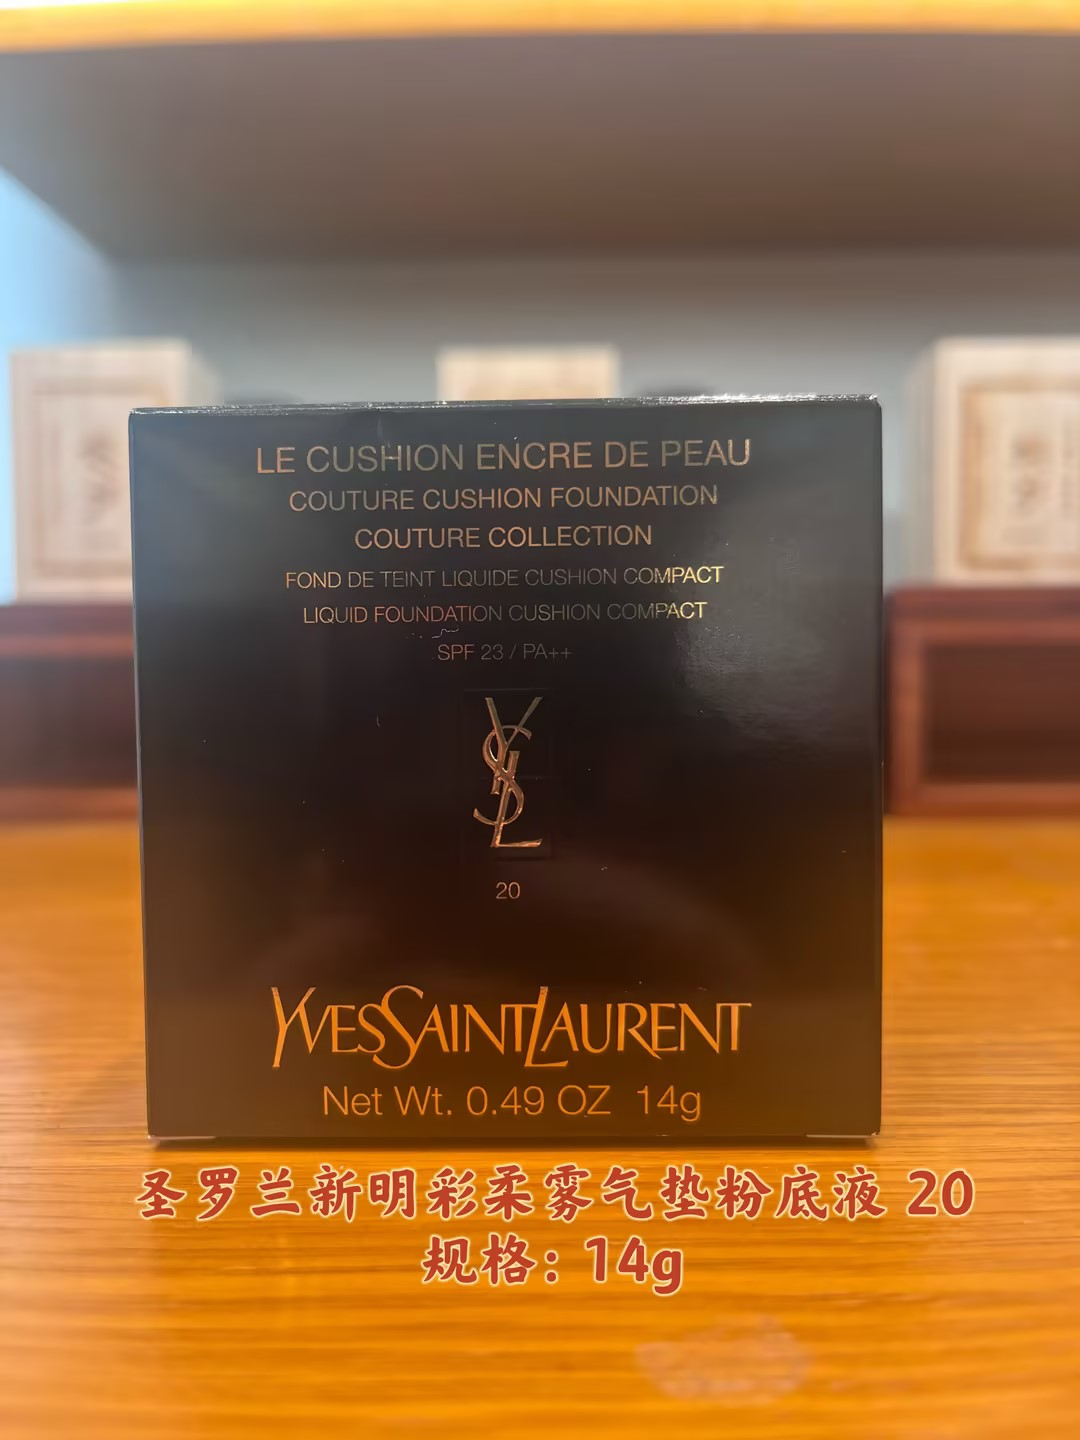 LE CUSHION ENCRE DE PEAU
COUTURE CUSHION FOUNDATION
COUTURE COLLECTION
FOND DE TEINT LIQUIDE CUSHION COMPACT
LIQUID FOUNDATION CUSHION COMPACT
SPF 23 / PA++
YSL
20
YVESSAINTLAURENT
Net Wt. 0.49 OZ 14g
圣罗兰新明彩柔雾气垫粉底液 20
规格：14g